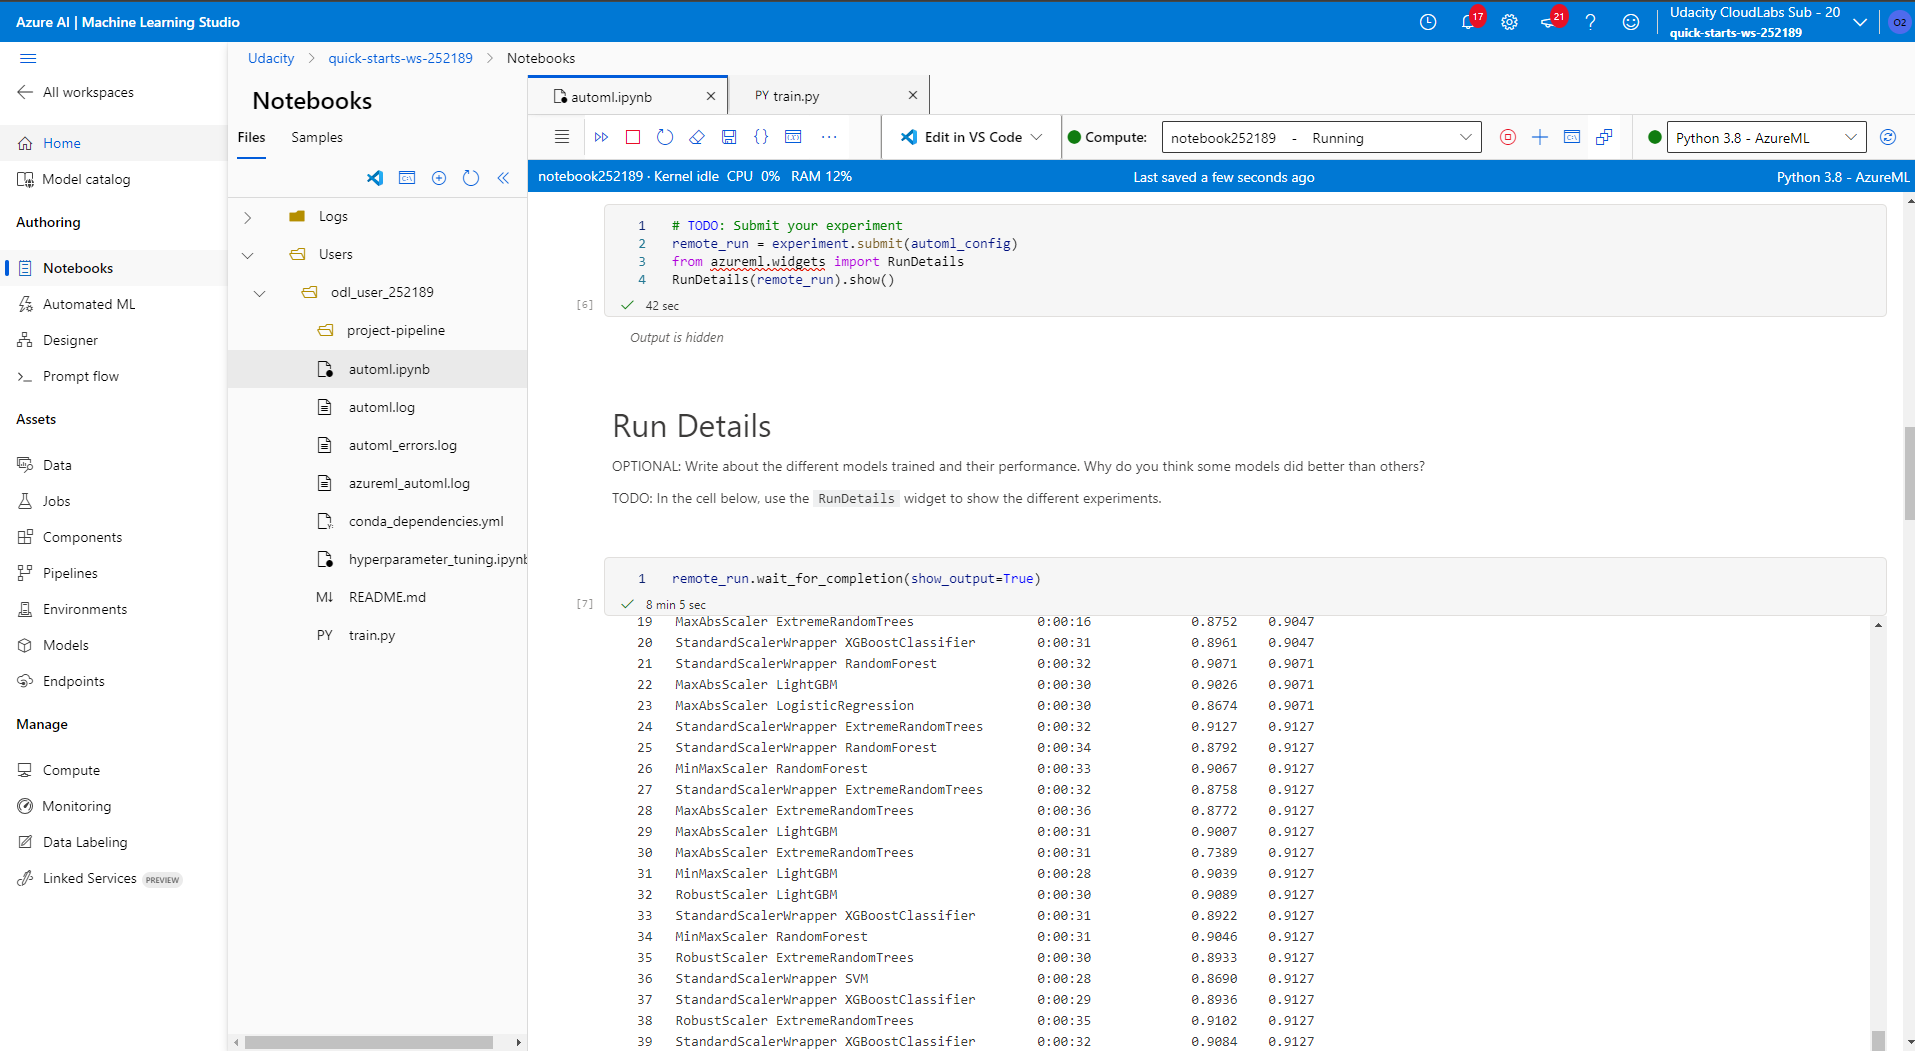 Azure AI | Machine Learning Studio
17
21
Udacity CloudLabs Sub - 20
quick-starts-ws-252189
O2
All workspaces
Home
Model catalog
Authoring
Notebooks
Automated ML
Designer
Prompt flow
Assets
Data
Jobs
Components
Pipelines
Environments
Models
Endpoints
Manage
Compute
Monitoring
Data Labeling
Linked Services PREVIEW
Udacity > quick-starts-ws-252189 > Notebooks
Notebooks
Files Samples
Logs
Users
odl_user_252189
project-pipeline
automl.ipynb
automl.log
automl_errors.log
azureml_automl.log
conda_dependencies.yml
hyperparameter_tuning.ipynb
M↓ README.md
PY train.py
automl.ipynb
PY train.py
Edit in VS Code
Compute:
notebook252189 - Running
Python 3.8 - AzureML
notebook252189 · Kernel idle CPU 0% RAM 12%
Last saved a few seconds ago
Python 3.8 - AzureML
1 # TODO: Submit your experiment
2 remote_run = experiment.submit(automl_config)
3 from azureml.widgets import RunDetails
4 RunDetails(remote_run).show()
[6] 42 sec
Output is hidden
Run Details
OPTIONAL: Write about the different models trained and their performance. Why do you think some models did better than others?
TODO: In the cell below, use the RunDetails widget to show the different experiments.
1 remote_run.wait_for_completion(show_output=True)
[7] 8 min 5 sec
19 MaxAbsScaler ExtremeRandomTrees 0:00:16 0.8752 0.9047
20 StandardScalerWrapper XGBoostClassifier 0:00:31 0.8961 0.9047
21 StandardScalerWrapper RandomForest 0:00:32 0.9071 0.9071
22 MaxAbsScaler LightGBM 0:00:30 0.9026 0.9071
23 MaxAbsScaler LogisticRegression 0:00:30 0.8674 0.9071
24 StandardScalerWrapper ExtremeRandomTrees 0:00:32 0.9127 0.9127
25 StandardScalerWrapper RandomForest 0:00:34 0.8792 0.9127
26 MinMaxScaler RandomForest 0:00:33 0.9067 0.9127
27 StandardScalerWrapper ExtremeRandomTrees 0:00:32 0.8758 0.9127
28 MaxAbsScaler ExtremeRandomTrees 0:00:36 0.8772 0.9127
29 MaxAbsScaler LightGBM 0:00:31 0.9007 0.9127
30 MaxAbsScaler ExtremeRandomTrees 0:00:31 0.7389 0.9127
31 MinMaxScaler LightGBM 0:00:28 0.9039 0.9127
32 RobustScaler LightGBM 0:00:30 0.9089 0.9127
33 StandardScalerWrapper XGBoostClassifier 0:00:31 0.8922 0.9127
34 MinMaxScaler RandomForest 0:00:31 0.9046 0.9127
35 RobustScaler ExtremeRandomTrees 0:00:30 0.8933 0.9127
36 StandardScalerWrapper SVM 0:00:28 0.8690 0.9127
37 StandardScalerWrapper XGBoostClassifier 0:00:29 0.8936 0.9127
38 RobustScaler ExtremeRandomTrees 0:00:35 0.9102 0.9127
39 StandardScalerWrapper XGBoostClassifier 0:00:32 0.9084 0.9127